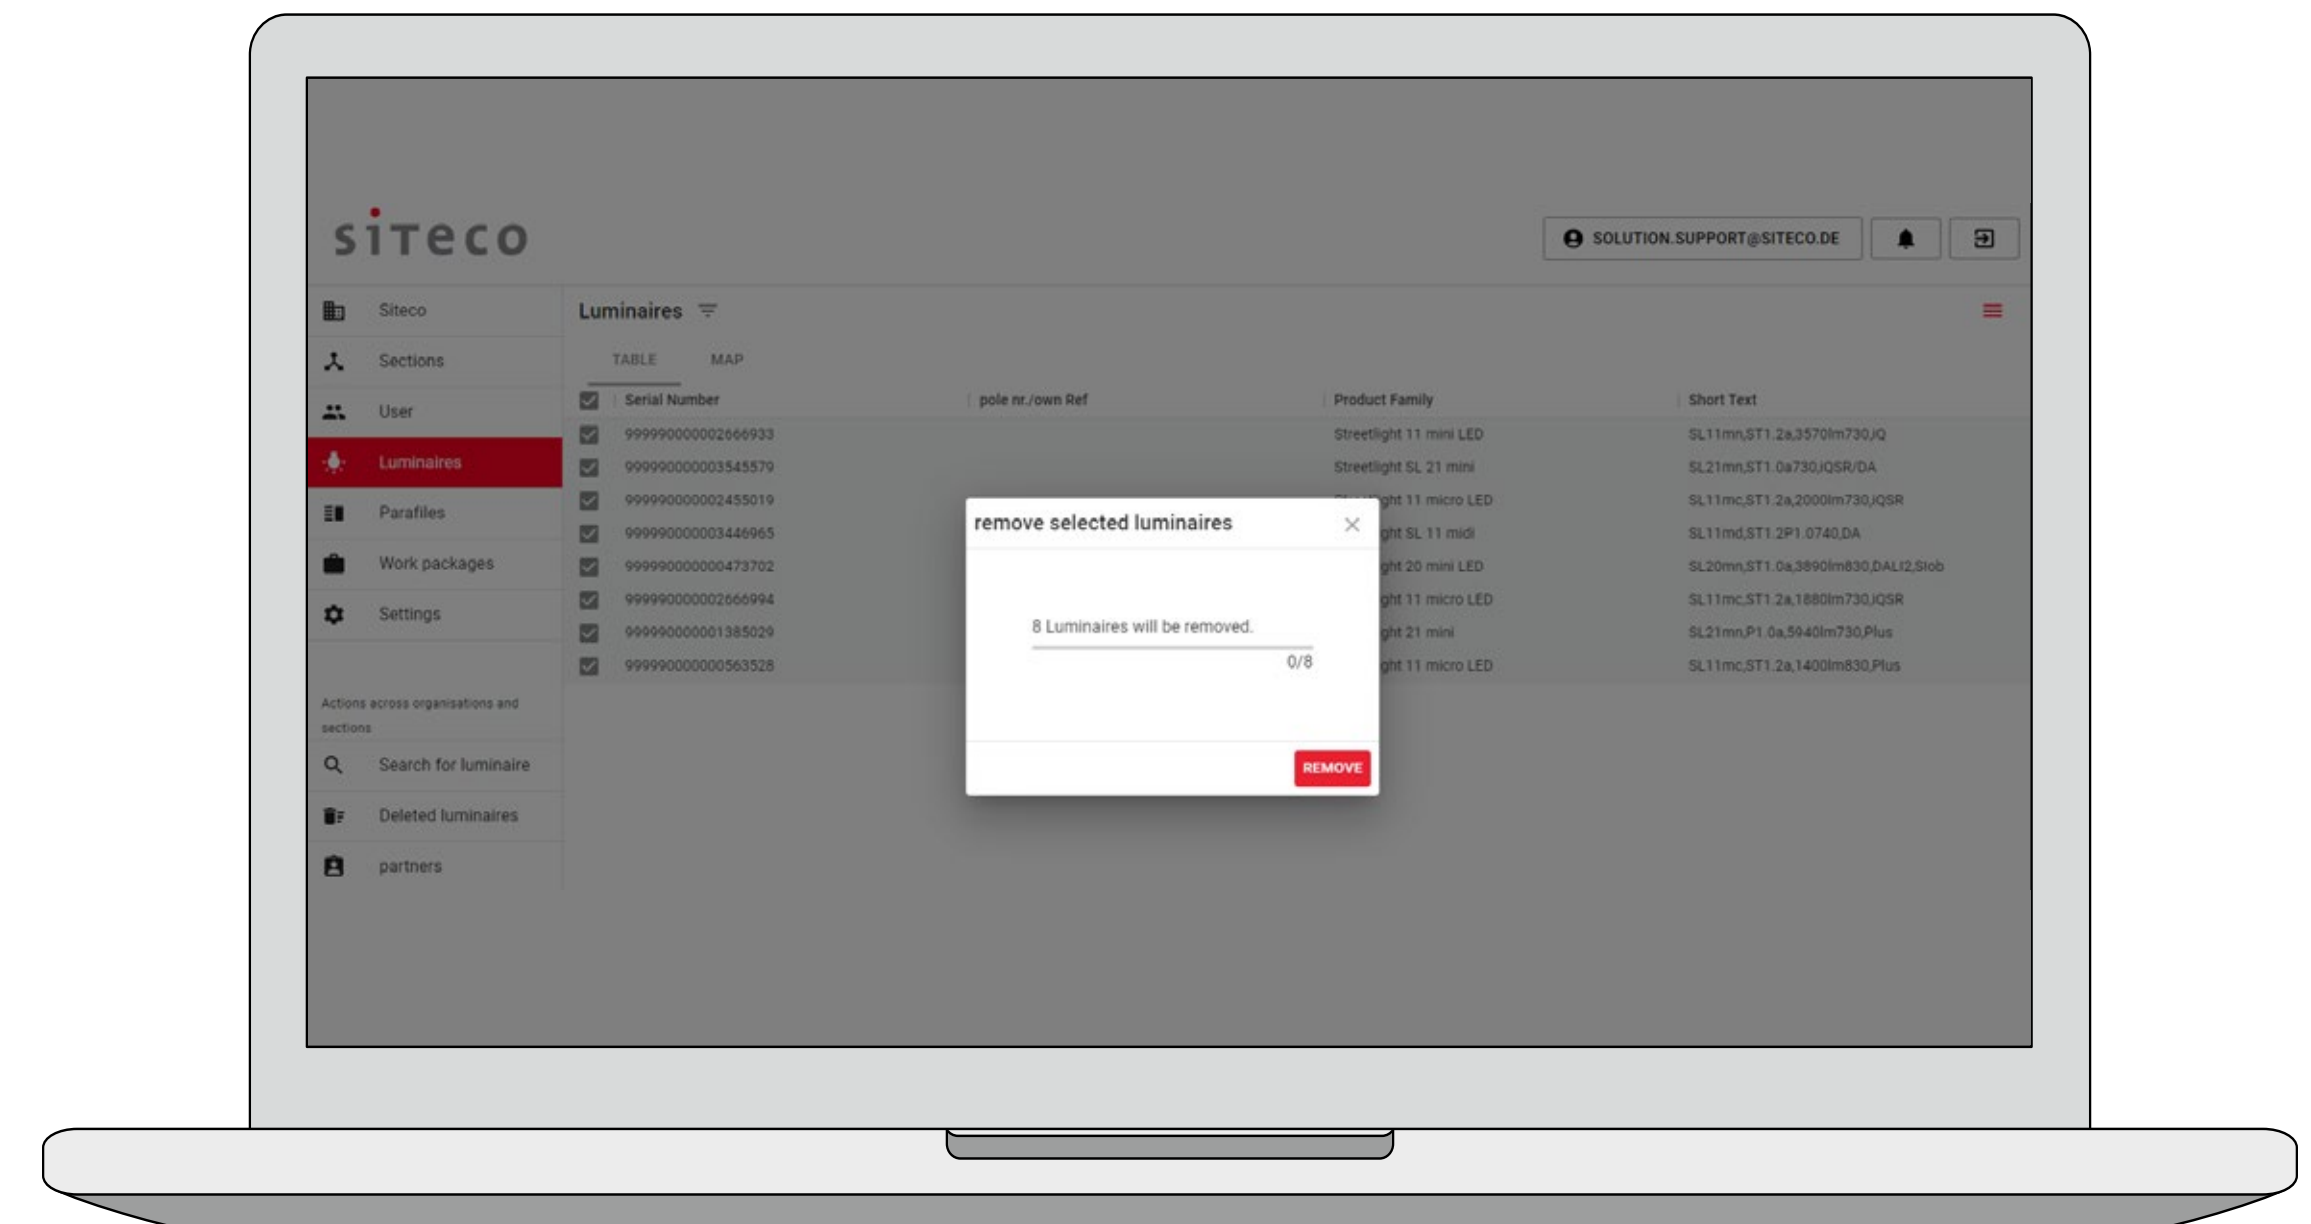 siteco
SOLUTION.SUPPORT@SITECO.DE
Siteco
Sections
User
Luminaires
Parafiles
Work packages
Settings
Actions across organisations and
sections
Search for luminaire
Deleted luminaires
partners
Luminaires
TABLE MAP
Serial Number pole nr./own Ref Product Family Short Text
999990000002666933 Streetlight 11 mini LED SL11mn,ST1.2a,3570lm730,iQ
999990000003545579 Streetlight SL 21 mini SL21mn,ST1.0a730,iQSR/DA
999990000002455019 ght 11 micro LED SL11mc,ST1.2a,2000lm730,iQSR
999990000003446965 ght SL 11 midi SL11md,ST1.2P1.0740,DA
999990000000473702 ght 20 mini LED SL20mn,ST1.0a,3890lm830,DALI2,Slob
999990000002666994 ght 11 micro LED SL11mc,ST1.2a,1880lm730,iQSR
999990000001385029 ght 21 mini SL21mn,P1.0a,5940lm730,Plus
999990000000563528 ght 11 micro LED SL11mc,ST1.2a,1400lm830,Plus
remove selected luminaires
8 Luminaires will be removed.
0/8
REMOVE